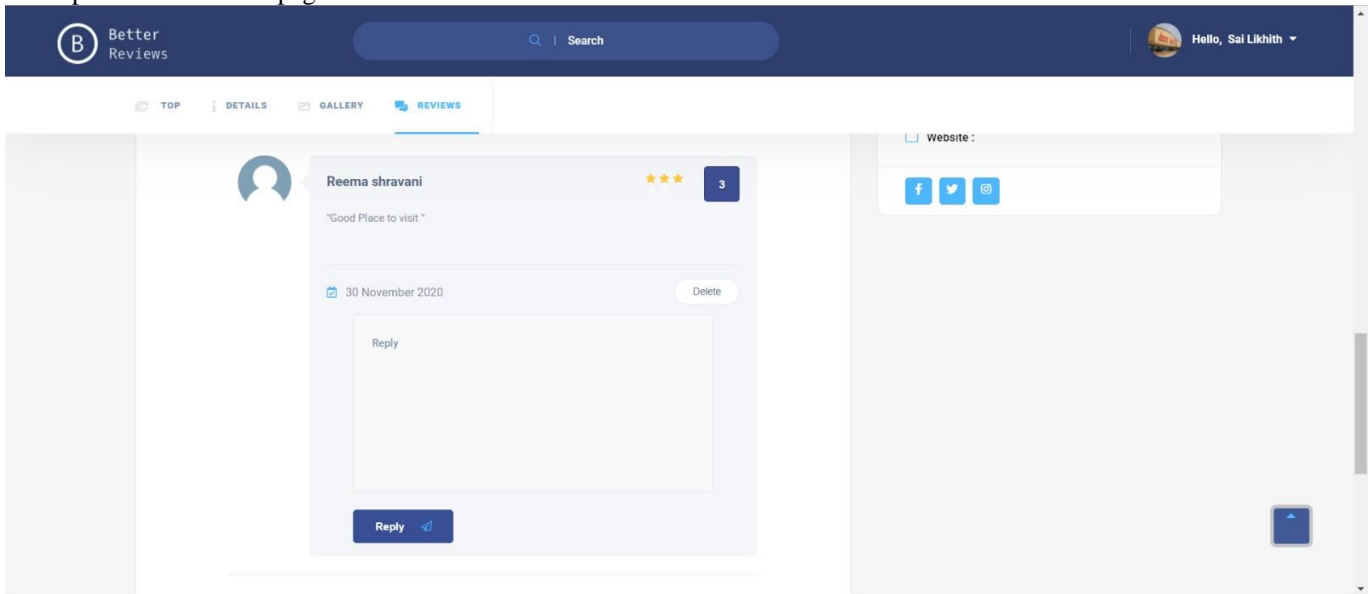 B
Better
Reviews
Search
Hello, Sai Likhith
TOP
DETAILS
GALLERY
REVIEWS
Website :
Reema shravani
3
"Good Place to visit "
30 November 2020
Delete
Reply
Reply